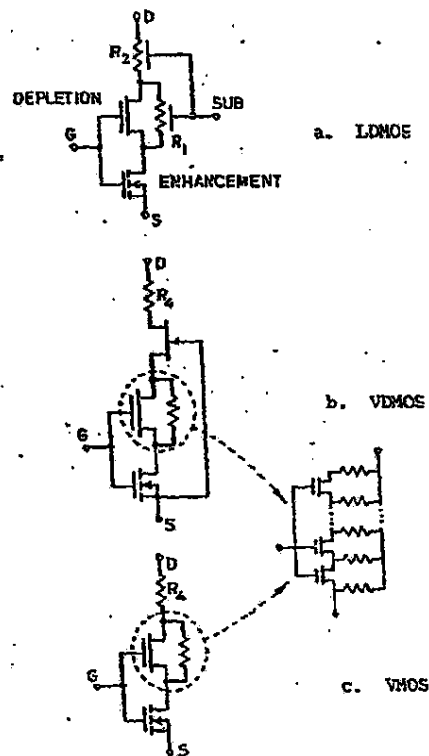 D
R2
DEPLETION
SUB
G
R1
a. LDMOS
ENHANCEMENT
S
D
R4
b. VDMOS
G
S
D
R4
G
c. VMOS
S